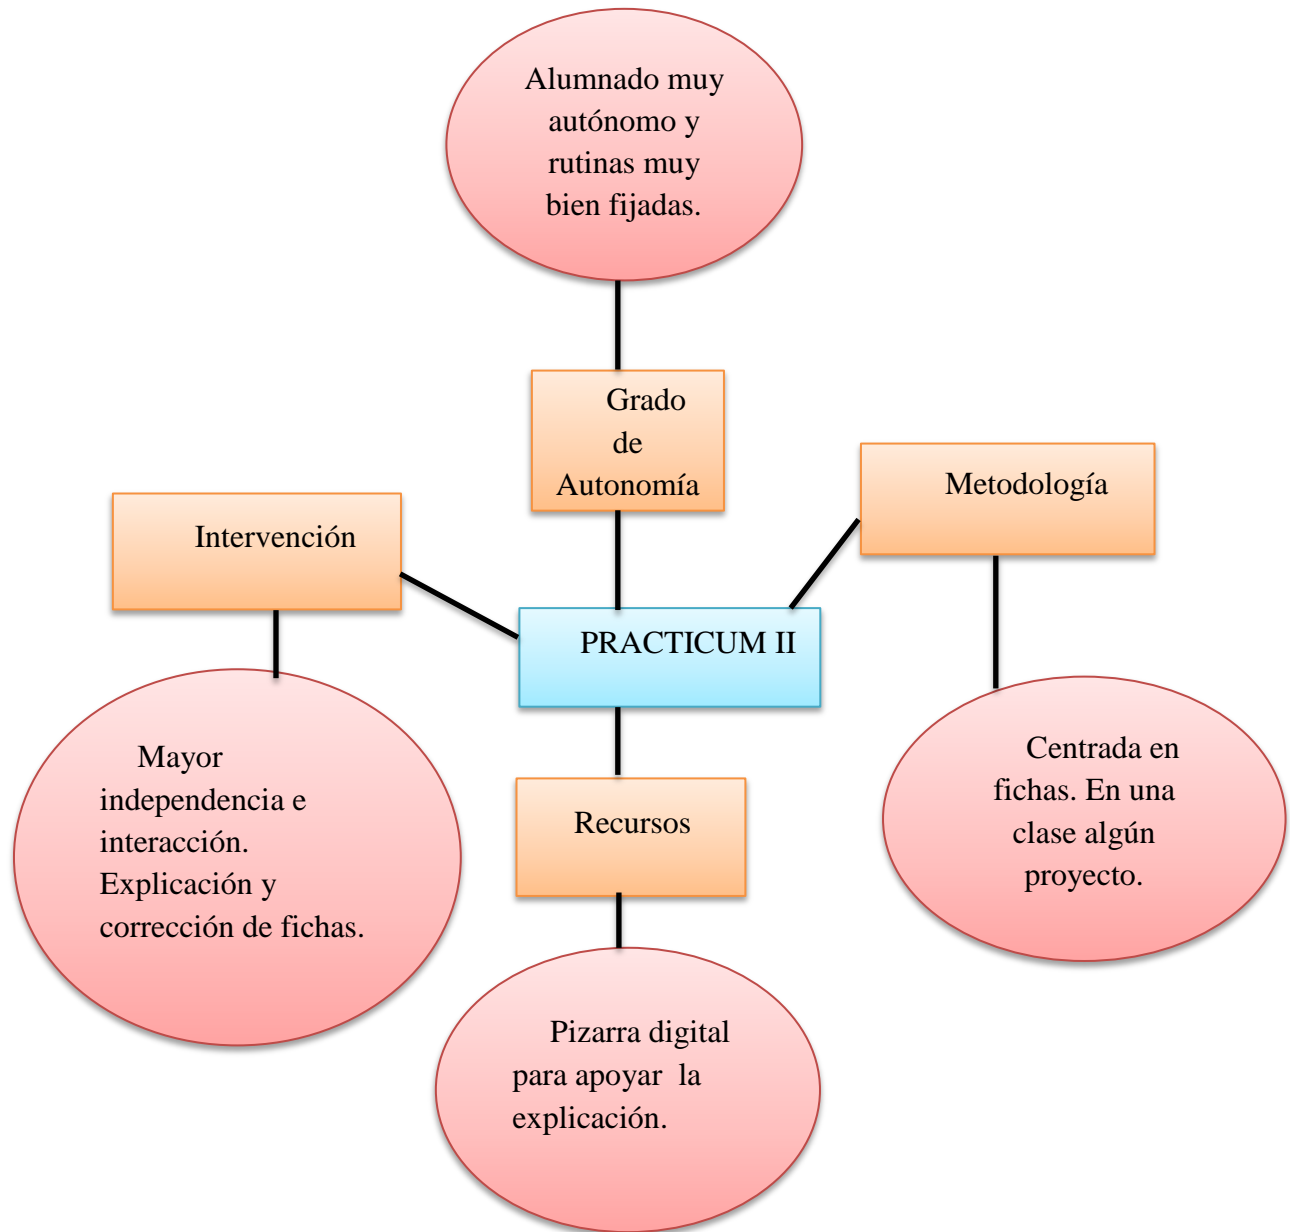 Alumnado muy
autónomo y
rutinas muy
bien fijadas.
Grado
de
Autonomía
Metodología
Intervención
PRACTICUM II
Mayor
independencia e
interacción.
Explicación y
corrección de fichas.
Recursos
Centrada en
fichas. En una
clase algún
proyecto.
Pizarra digital
para apoyar  la
explicación.